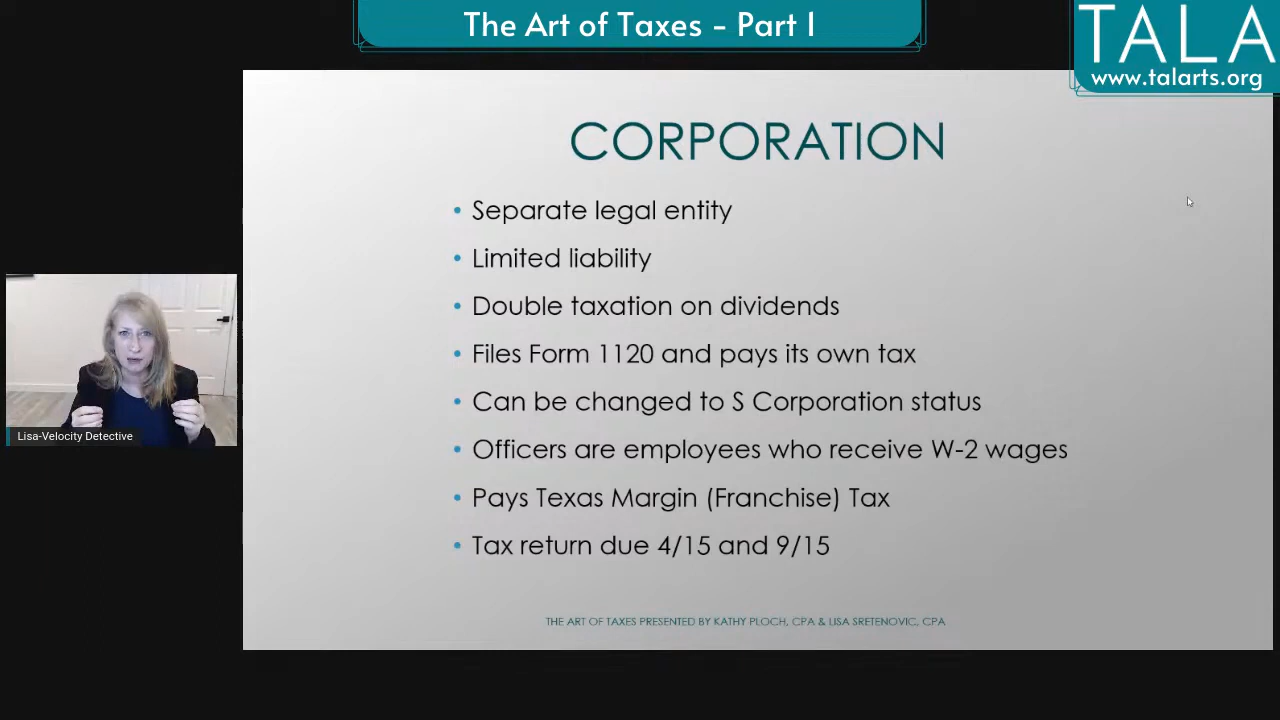 The Art of Taxes - Part I
TALA
www.talarts.org
CORPORATION
• Separate legal entity
• Limited liability
• Double taxation on dividends
• Files Form 1120 and pays its own tax
• Can be changed to S Corporation status
• Officers are employees who receive W-2 wages
• Pays Texas Margin (Franchise) Tax
• Tax return due 4/15 and 9/15
Lisa-Velocity Detective
THE ART OF TAXES PRESENTED BY KATHY PLOCH, CPA & LISA SRETENOVIC, CPA